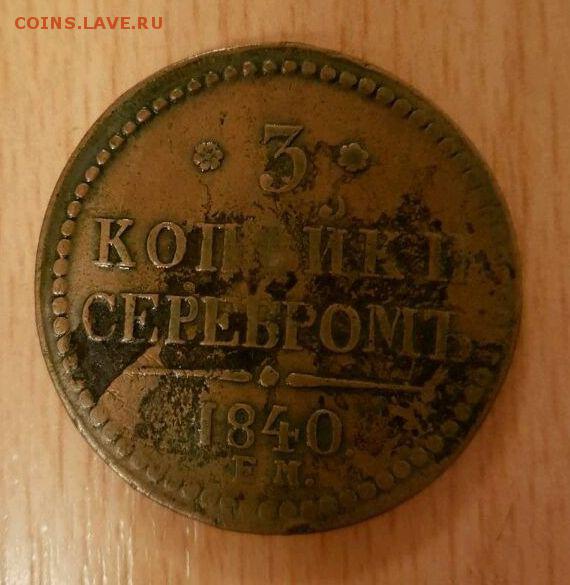 COINS.LAVE.RU
3
КОПѢЙКИ
СЕРЕБРОМЪ
1840
Е.М.